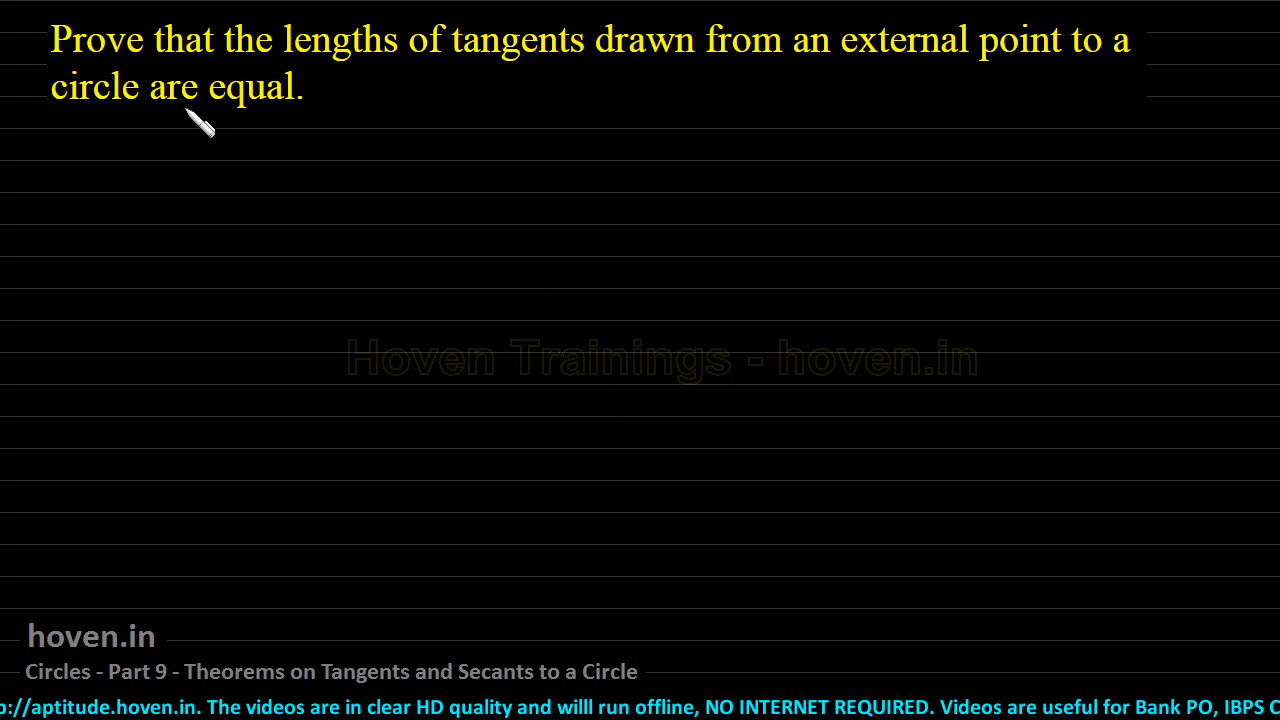 Prove that the lengths of tangents drawn from an external point to a
circle are equal.
Hoven Trainings - hoven.in
hoven.in
Circles - Part 9 - Theorems on Tangents and Secants to a Circle
p://aptitude.hoven.in. The videos are in clear HD quality and willl run offline, NO INTERNET REQUIRED. Videos are useful for Bank PO, IBPS C